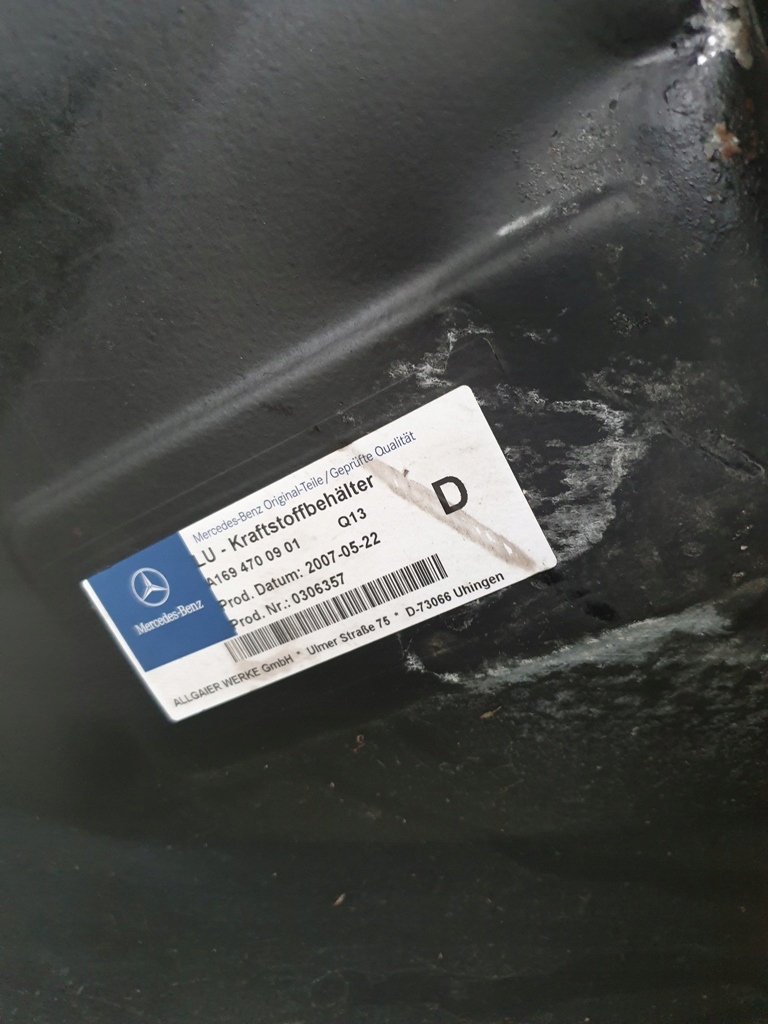 Mercedes-Benz Original-Teile/Geprüfte Qualität
LU - Kraftstoffbehälter
A169 470 09 01 Q13
D
Prod. Datum: 2007-05-22
Prod. Nr.: 0306357
Mercedes-Benz
ALLGAIER WERKE GmbH * Ulmer Straße 75 * D-73066 Uhingen